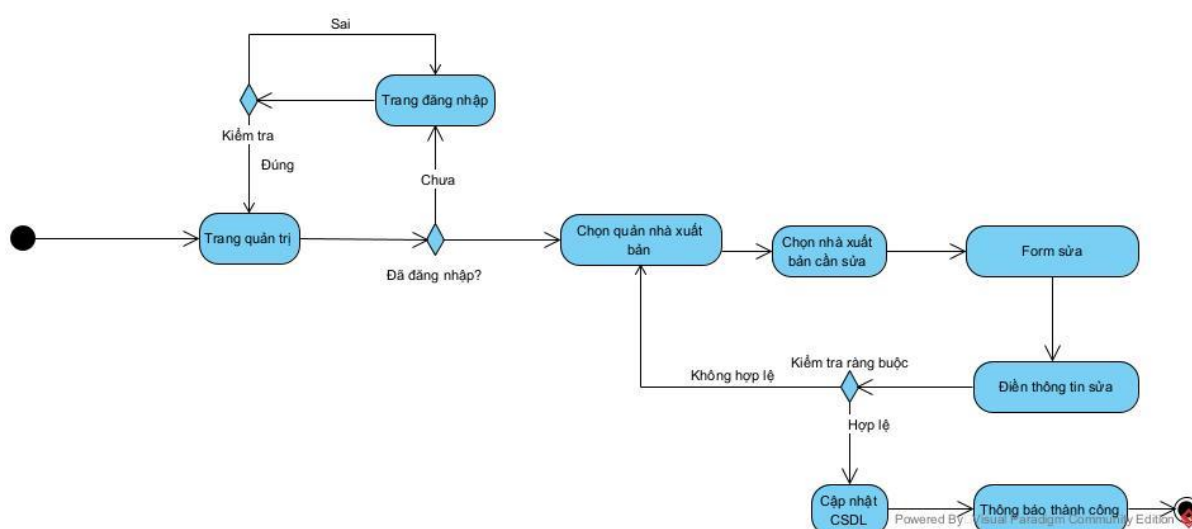 Sai
Trang đăng nhập
Kiểm tra
Đúng
Chưa
Trang quản trị
Đã đăng nhập?
Chọn quản nhà xuất
bản
Chọn nhà xuất
bản cần sửa
Form sửa
Kiểm tra ràng buộc
Không hợp lệ
Điền thông tin sửa
Hợp lệ
Cập nhật
CSDL
Thông báo thành công
Powered By Visual Paradigm Community Edition